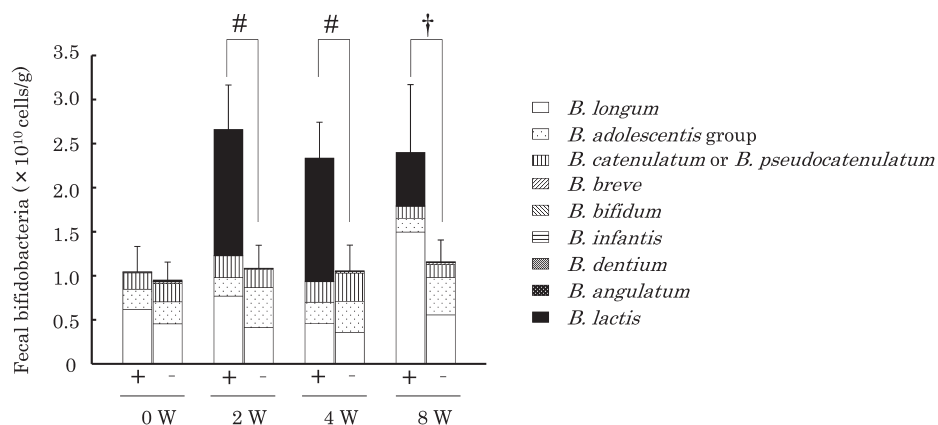 # # †
Fecal bifidobacteria (×10¹⁰ cells/g)
3.5
3.0
2.5
2.0
1.5
1.0
0.5
0
+ - + - + - + -
0 W 2 W 4 W 8 W
B. longum
B. adolescentis group
B. catenulatum or B. pseudocatenulatum
B. breve
B. bifidum
B. infantis
B. dentium
B. angulatum
B. lactis